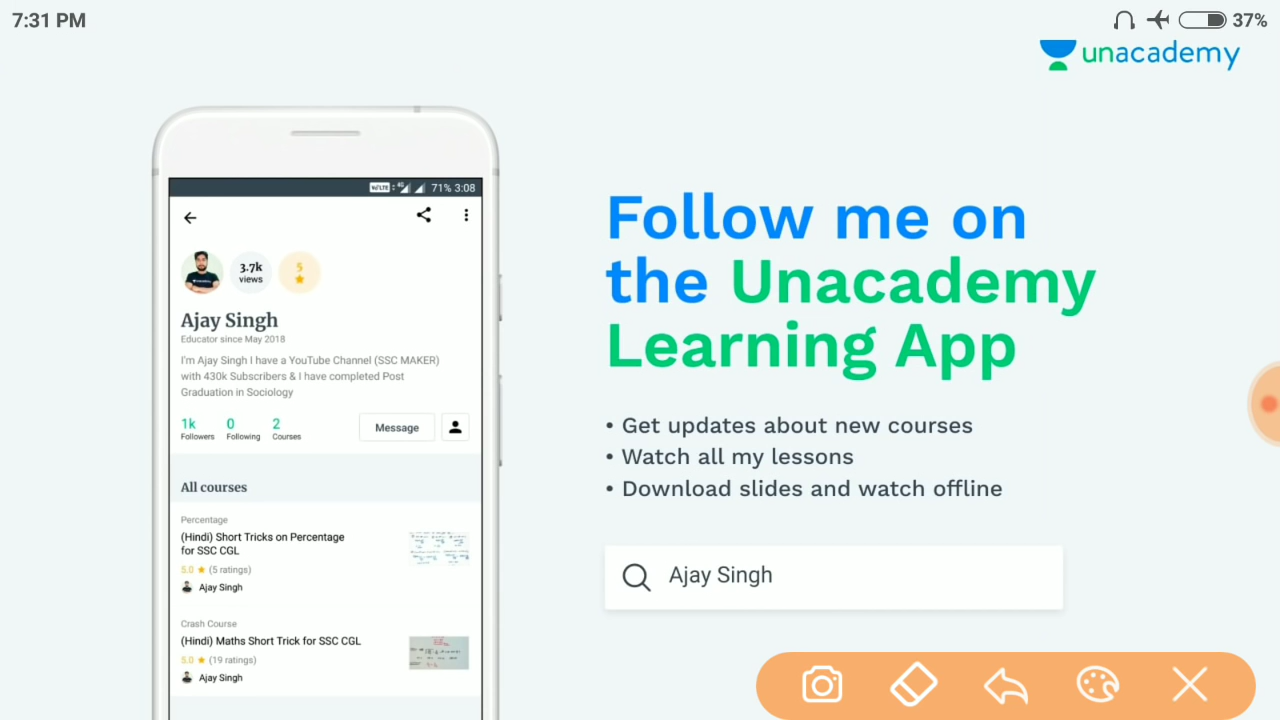 7:31 PM
37%
unacademy
VoLTE 4G 71% 3:08
3.7k
views
5
Ajay Singh
Educator since May 2018
I'm Ajay Singh I have a YouTube Channel (SSC MAKER)
with 430k Subscribers & I have completed Post
Graduation in Sociology
1k
Followers
0
Following
2
Courses
Message
All courses
Percentage
(Hindi) Short Tricks on Percentage
for SSC CGL
5.0 ★ (5 ratings)
Ajay Singh
Crash Course
(Hindi) Maths Short Trick for SSC CGL
5.0 ★ (19 ratings)
Ajay Singh
Follow me on
the Unacademy
Learning App
• Get updates about new courses
• Watch all my lessons
• Download slides and watch offline
Ajay Singh